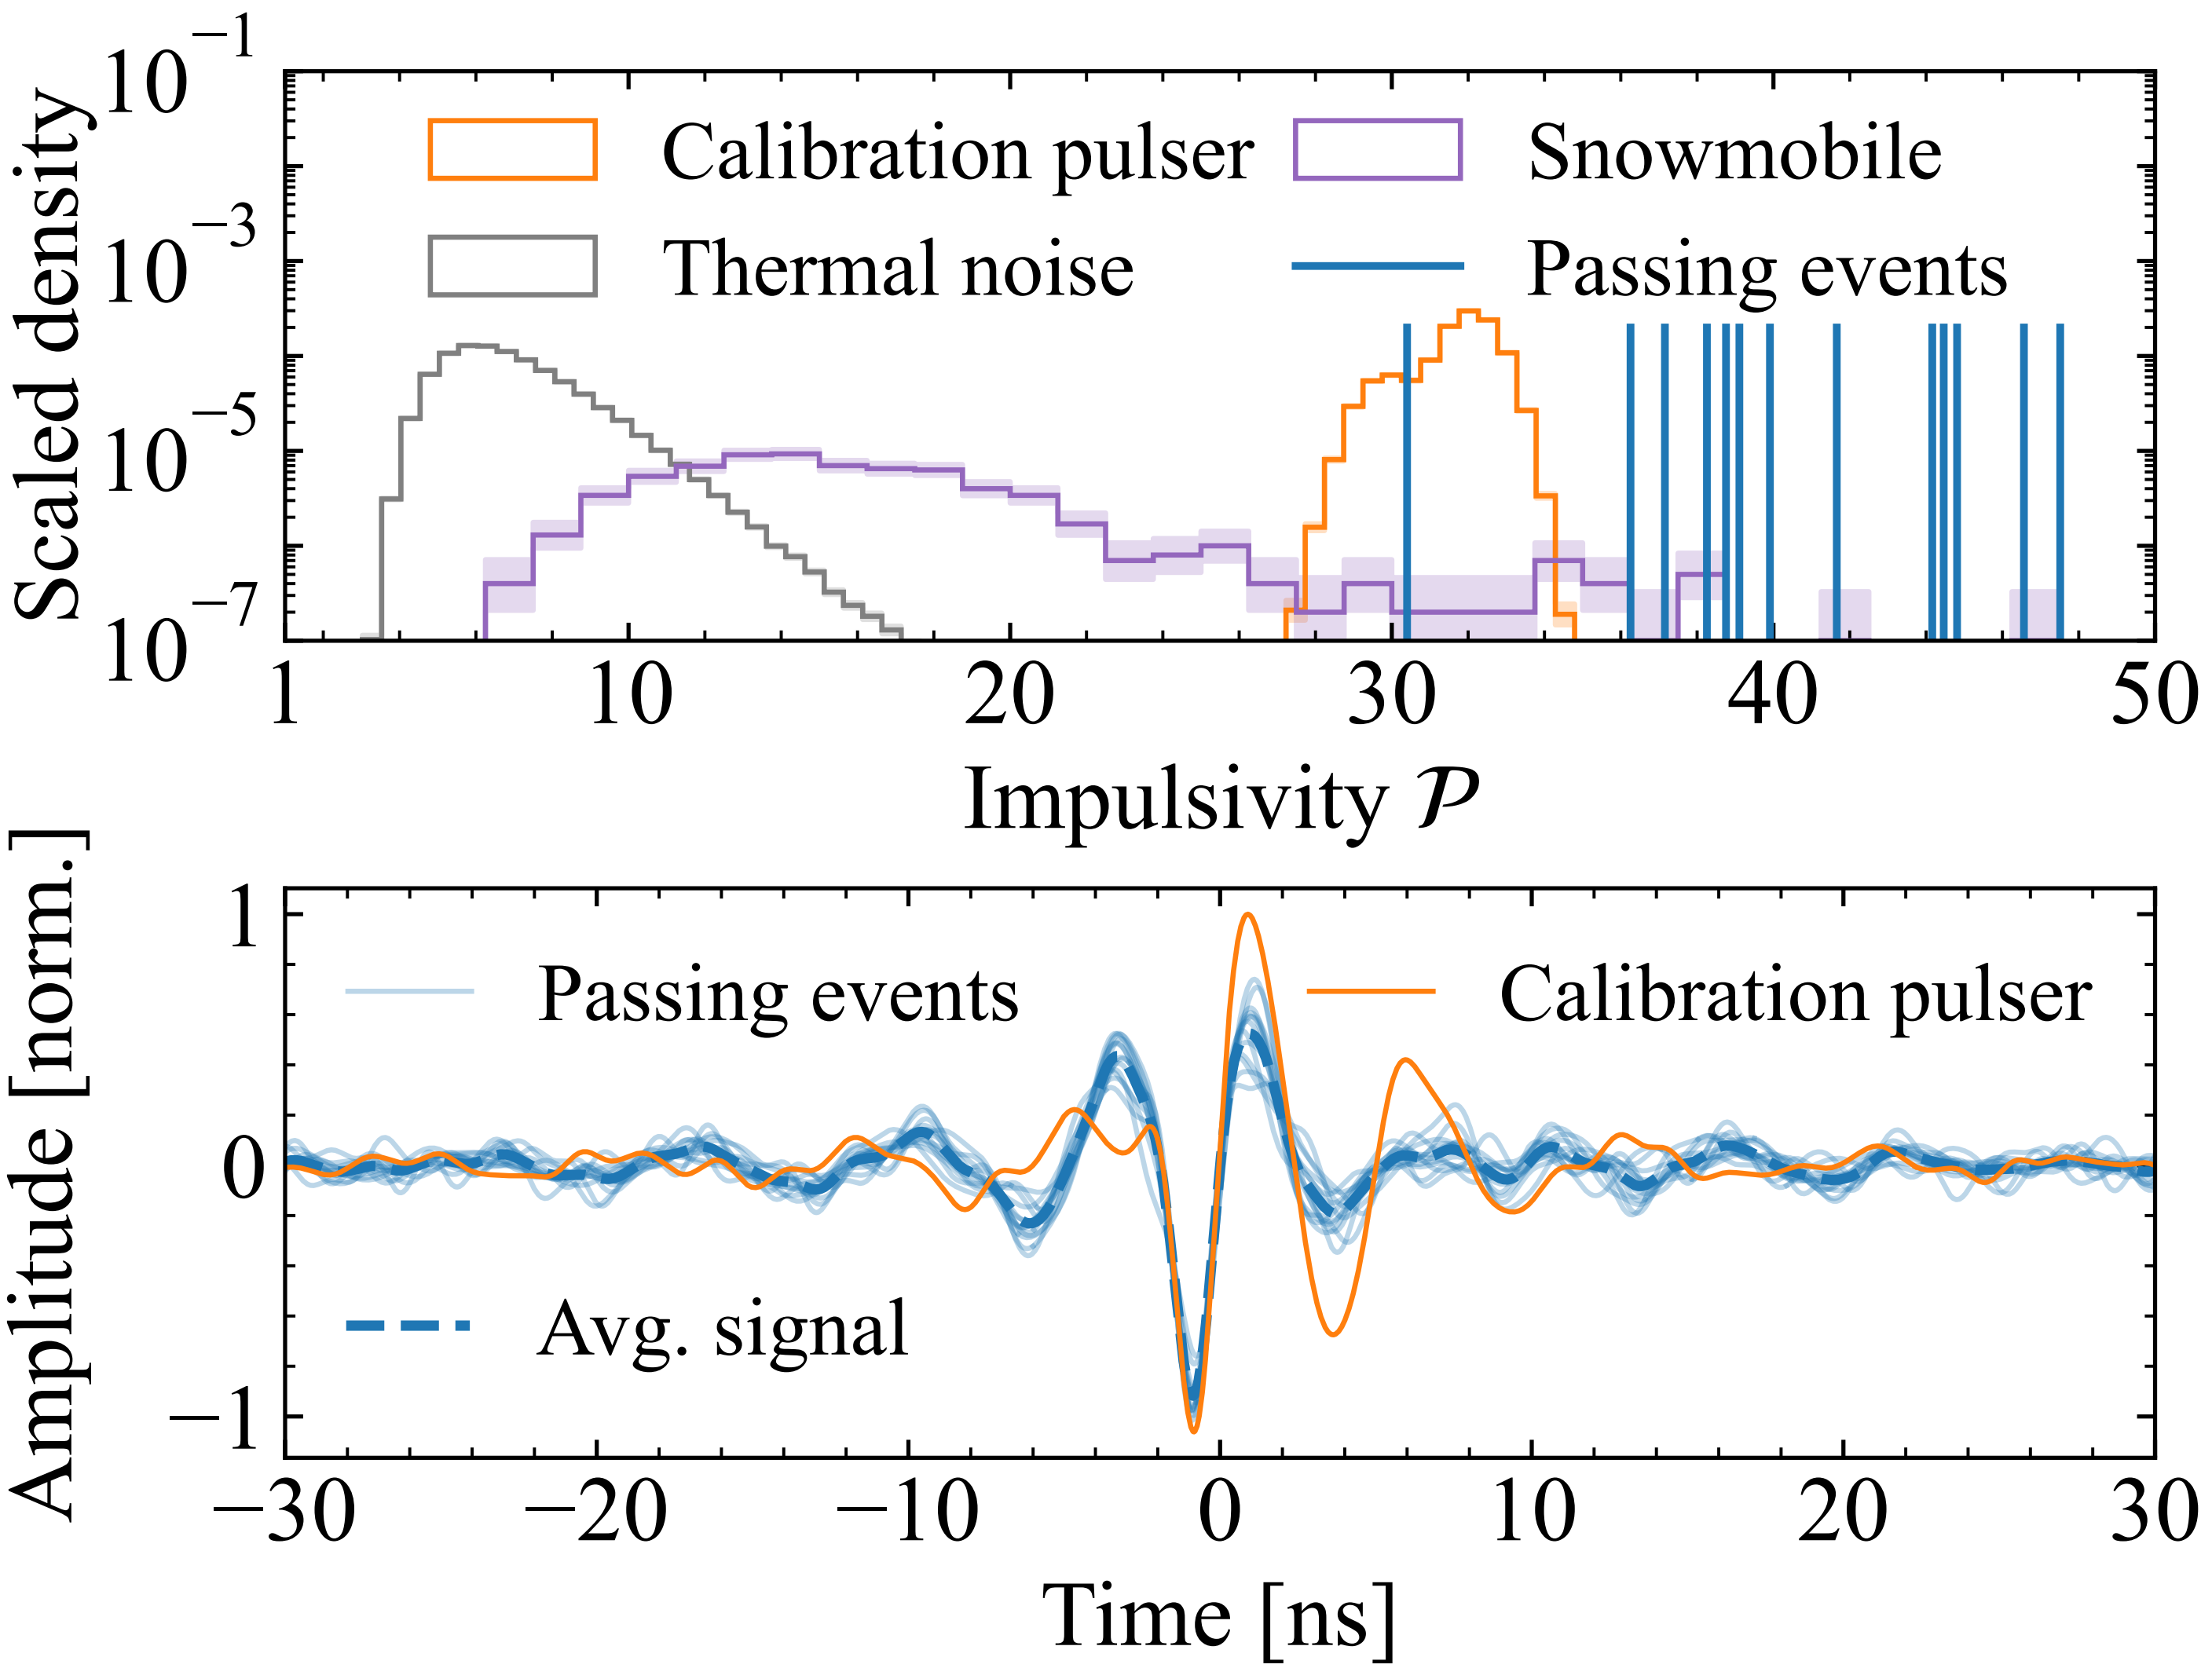 10⁻¹
10⁻³
10⁻⁵
10⁻⁷
Scaled density
Calibration pulser
Snowmobile
Thermal noise
Passing events
1 10 20 30 40 50
Impulsivity 𝒫
1
0
−1
Amplitude [norm.]
Passing events
Calibration pulser
Avg. signal
−30 −20 −10 0 10 20 30
Time [ns]